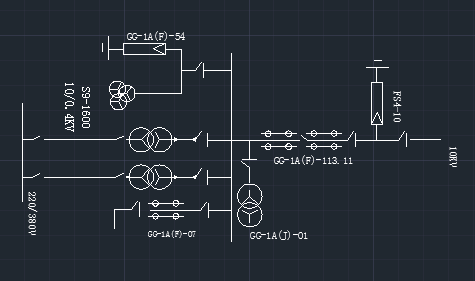 GG-1A(F)-54
S9-1600
10/0.4KV
FS4-10
GG-1A(F)-113.11
10KV
220/380V
GG-1A(F)-07
GG-1A(J)-01